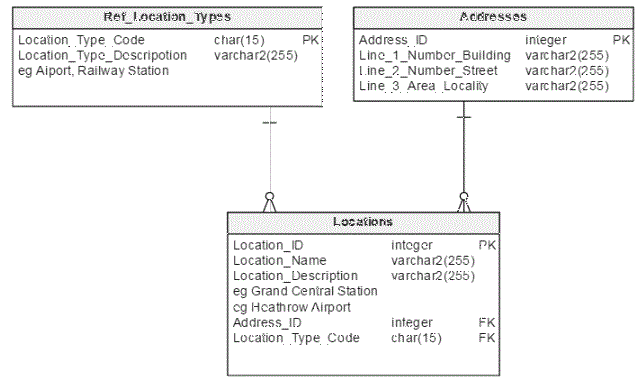 Ref_Location_Types
Location_Type_Code char(15) PK
Location_Type_Descripotion varchar2(255)
eg Aiport, Railway Station
Addresses
Address_ID integer PK
Line_1_Number_Building varchar2(255)
Line_2_Number_Street varchar2(255)
Line_3_Area_Locality varchar2(255)
Locations
Location_ID integer PK
Location_Name varchar2(255)
Location_Description varchar2(255)
eg Grand Central Station
eg Heathrow Airport
Address_ID integer FK
Location_Type_Code char(15) FK